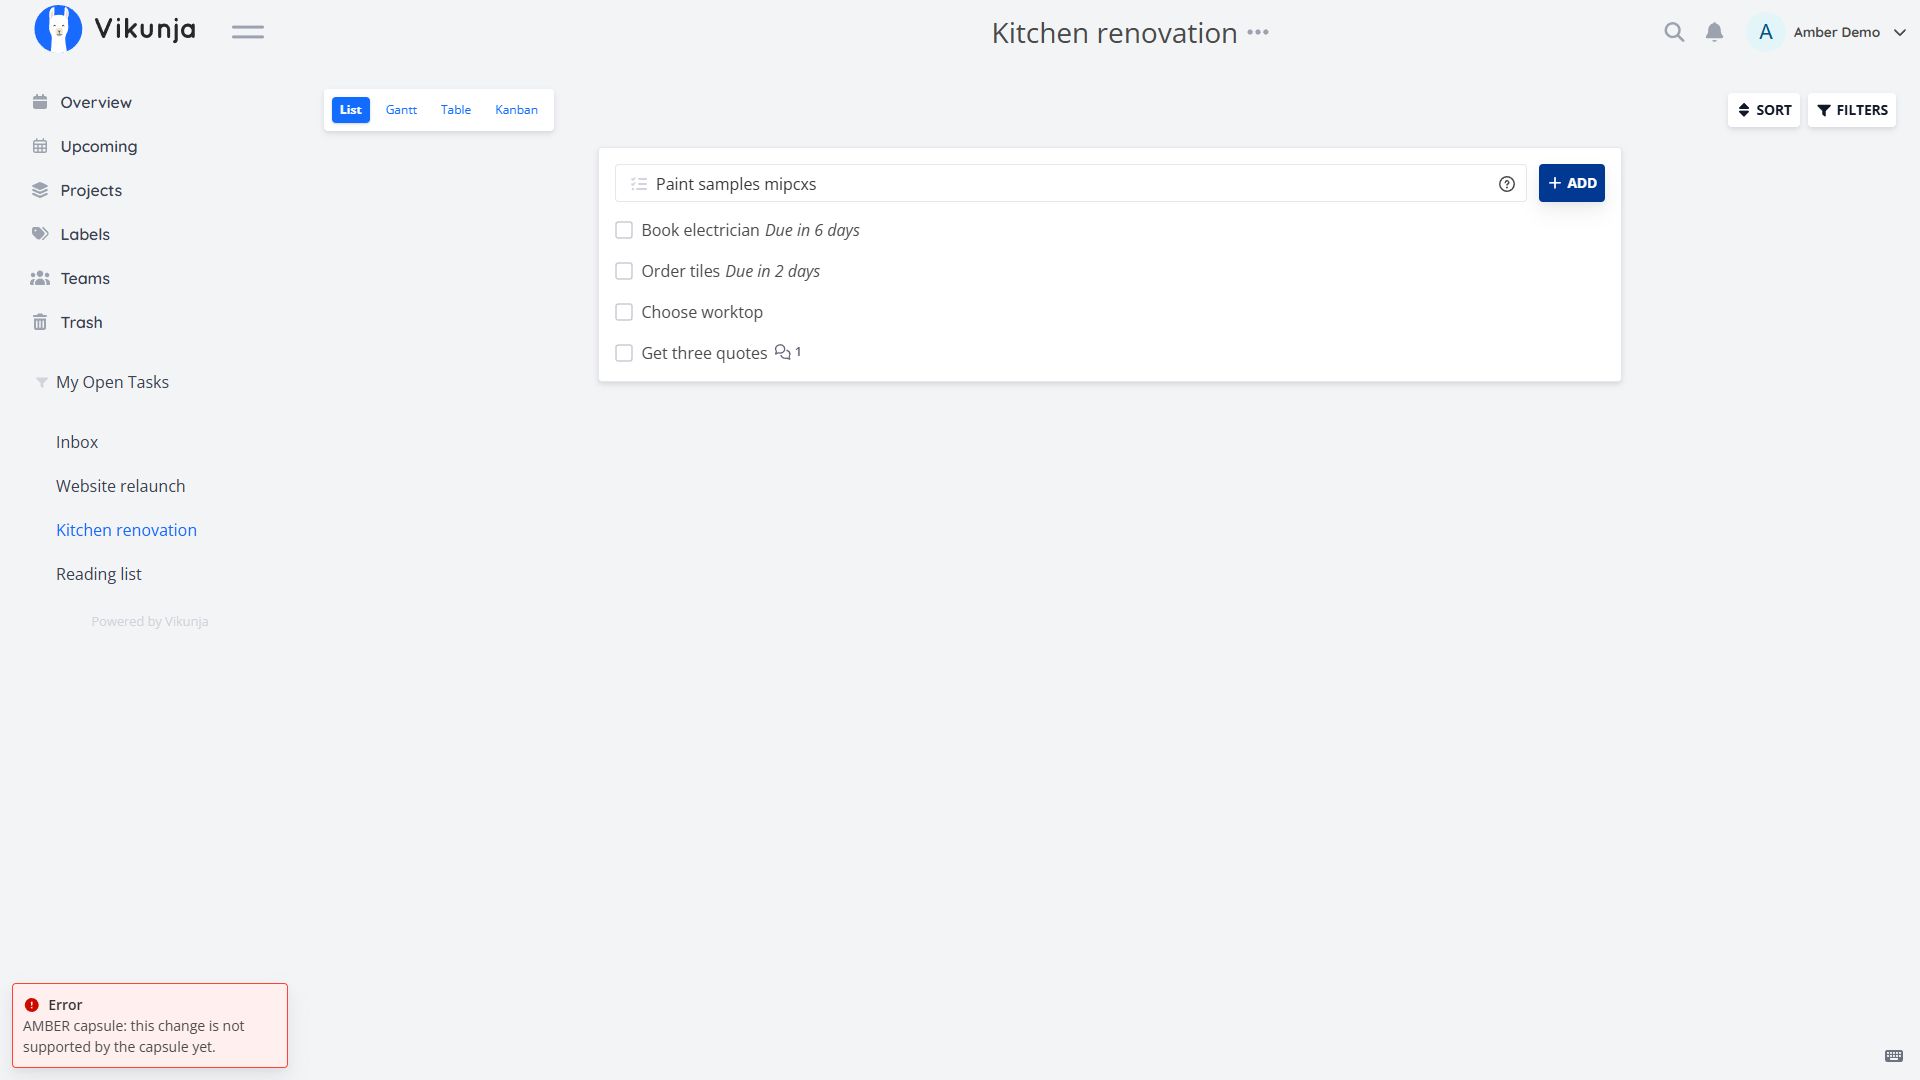 Vikunja
Kitchen renovation
A Amber Demo
Overview
Upcoming
Projects
Labels
Teams
Trash
My Open Tasks
Inbox
Website relaunch
Kitchen renovation
Reading list
Powered by Vikunja
List Gantt Table Kanban
SORT FILTERS
Paint samples mipcxs
ADD
Book electrician Due in 6 days
Order tiles Due in 2 days
Choose worktop
Get three quotes 1
Error
AMBER capsule: this change is not
supported by the capsule yet.